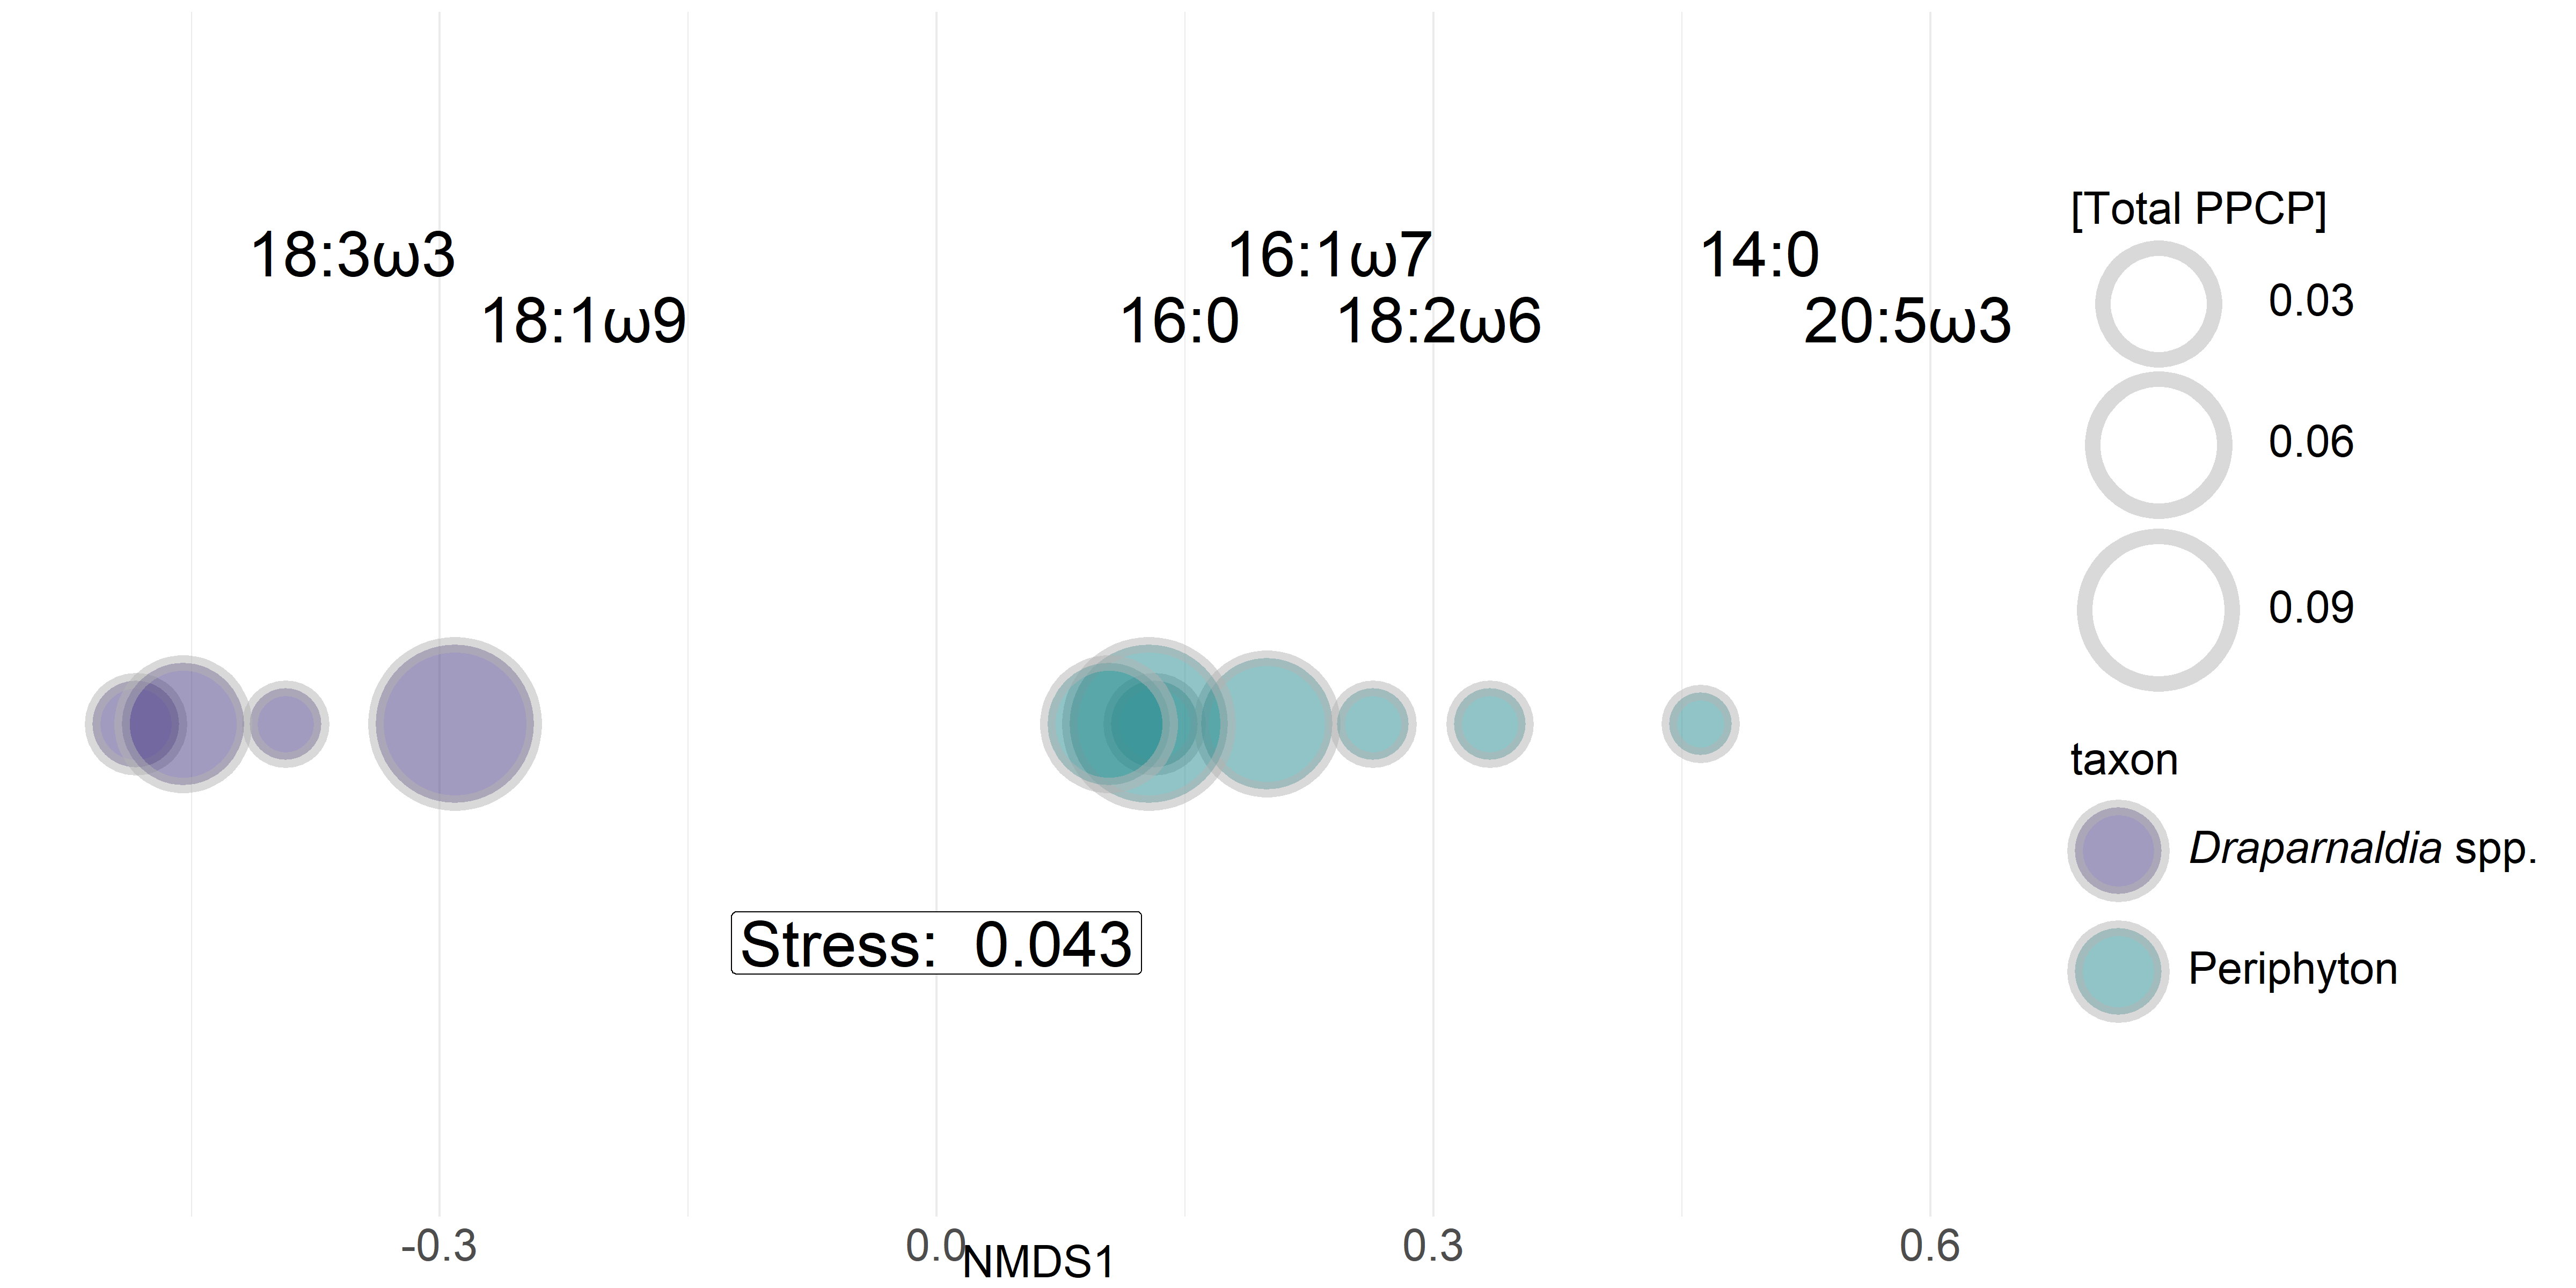 [Total PPCP]
18:3ω3 16:1ω7 14:0
18:1ω9 16:0 18:2ω6 20:5ω3
0.03
0.06
0.09
taxon
Draparnaldia spp.
Periphyton
Stress:  0.043
-0.3 0.0 0.3 0.6
NMDS1